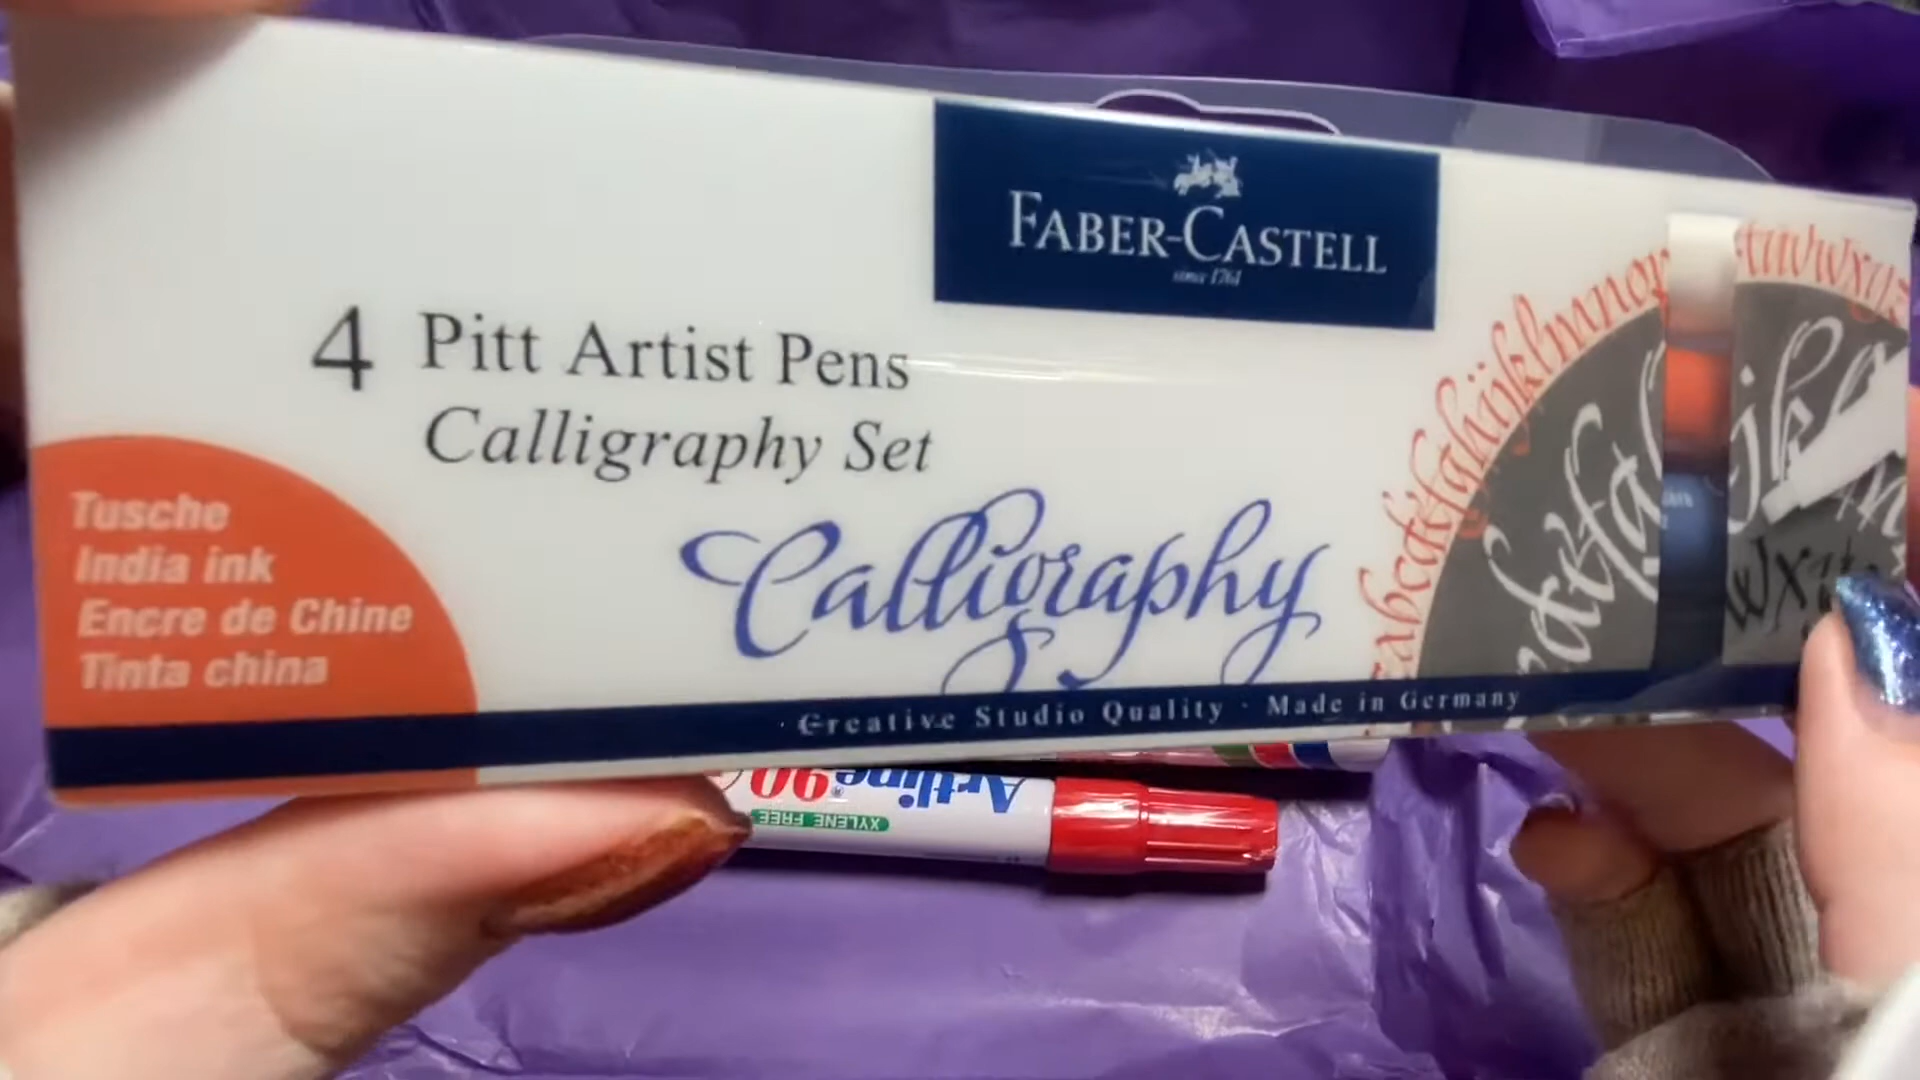 FABER-CASTELL
since 1761
4 Pitt Artist Pens
Calligraphy Set
Tusche
India ink
Encre de Chine
Tinta china
Calligraphy
Creative Studio Quality · Made in Germany
Artline 90
XYLENE FREE